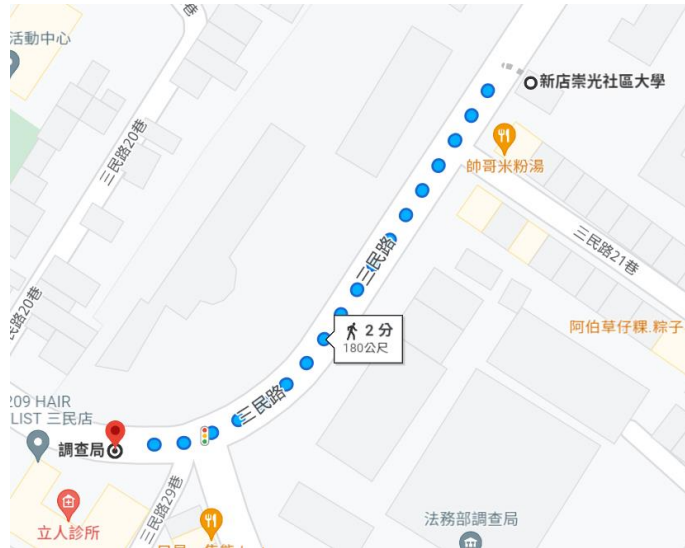 活動中心
新店崇光社區大學
帥哥米粉湯
三民路20巷
三民路
三民路21巷
阿伯草仔粿.粽子
民路20巷
2 分
180公尺
三民路
209 HAIR
LIST 三民店
調查局
三民路29巷
立人診所
法務部調查局